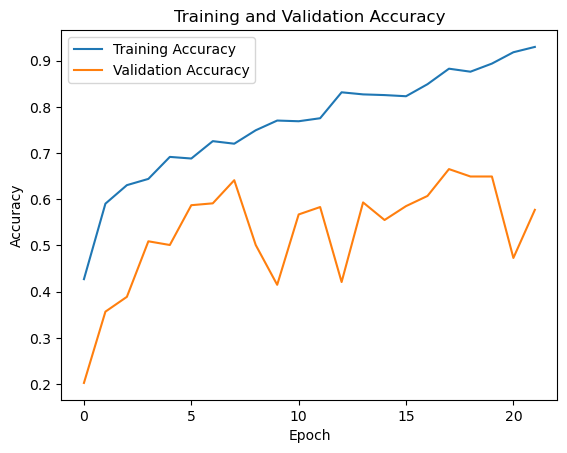 Training and Validation Accuracy
Training Accuracy
Validation Accuracy
Accuracy
0.9
0.8
0.7
0.6
0.5
0.4
0.3
0.2
0
5
10
15
20
Epoch